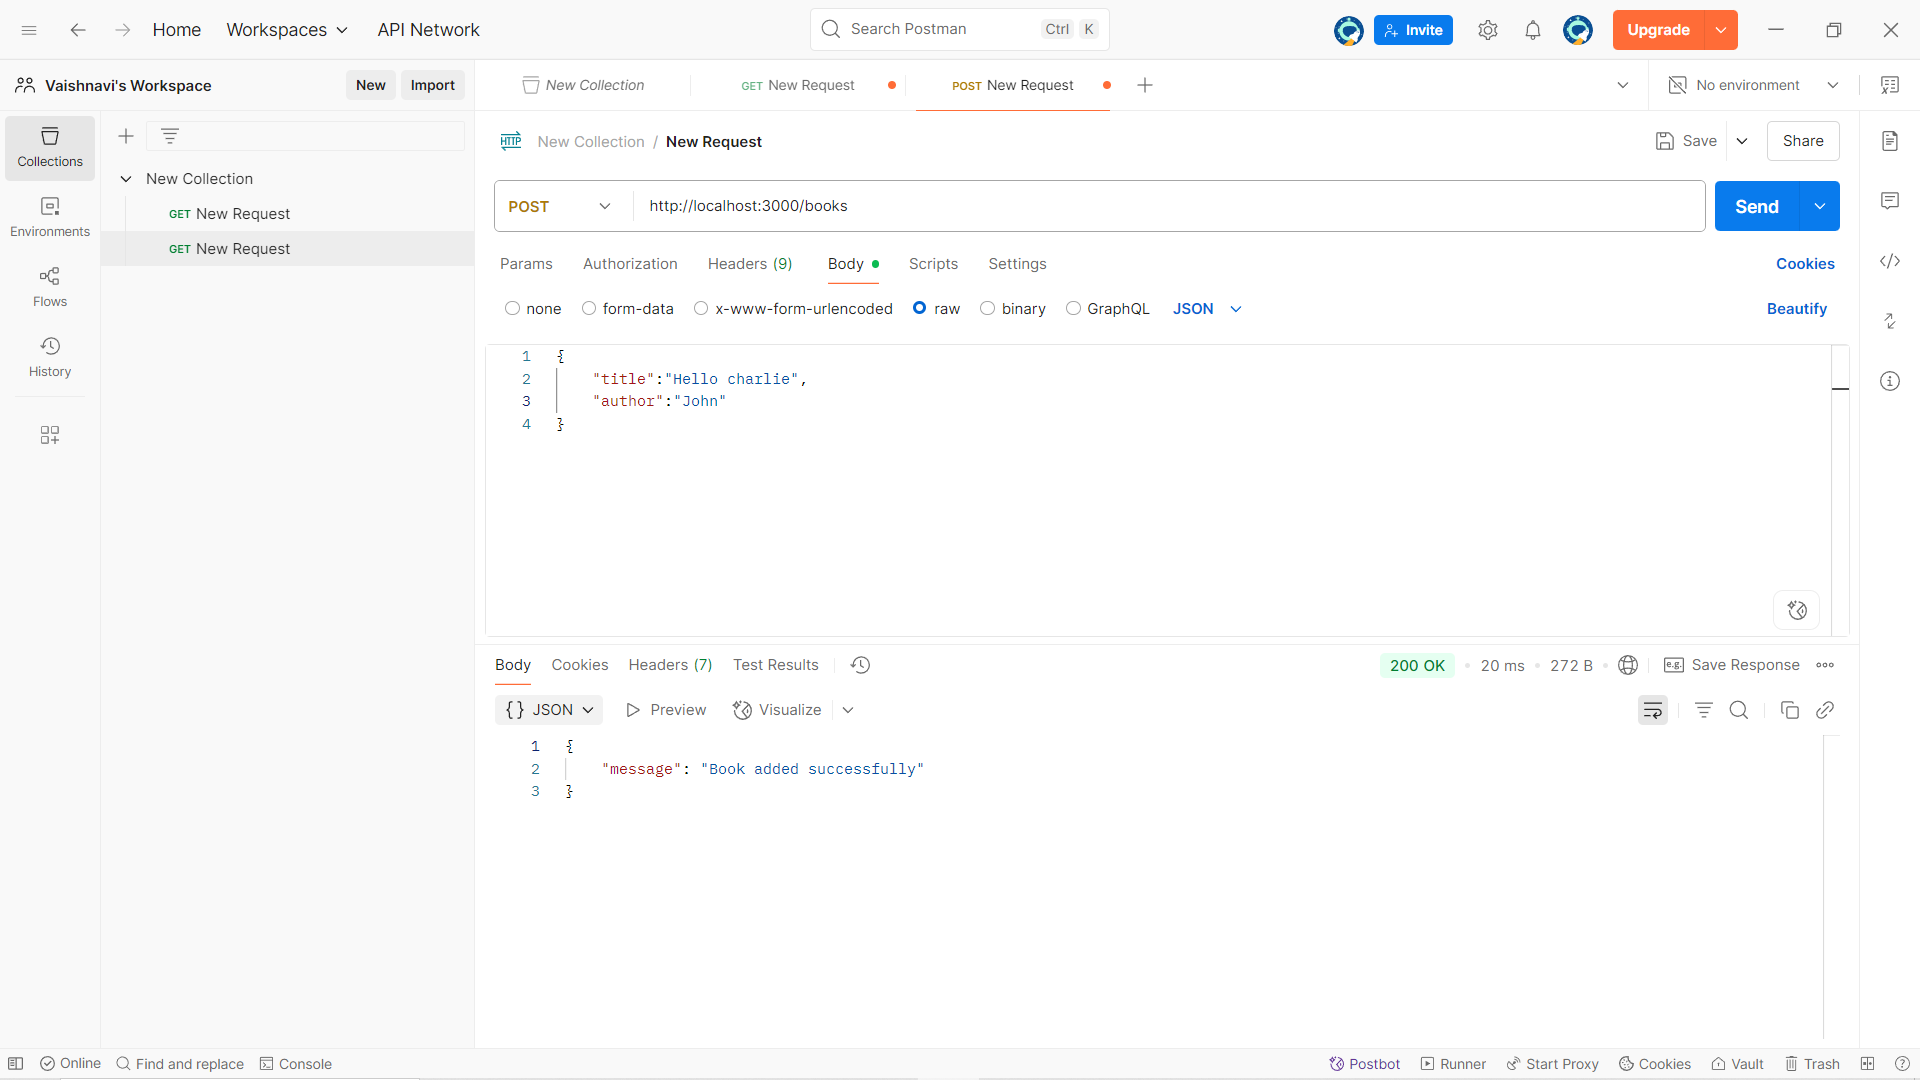 Home Workspaces API Network Search Postman Ctrl K Invite Upgrade
Vaishnavi's Workspace New Import New Collection GET New Request POST New Request No environment
HTTP New Collection / New Request Save Share
Collections
New Collection
GET New Request
GET New Request
Environments
Flows
History
POST http://localhost:3000/books Send
Params Authorization Headers (9) Body Scripts Settings Cookies
none form-data x-www-form-urlencoded raw binary GraphQL JSON Beautify
1 {
2 "title":"Hello charlie",
3 "author":"John"
4 }
Body Cookies Headers (7) Test Results 200 OK 20 ms 272 B e.g. Save Response
{} JSON Preview Visualize
1 {
2 "message": "Book added successfully"
3 }
Online Find and replace Console Postbot Runner Start Proxy Cookies Vault Trash